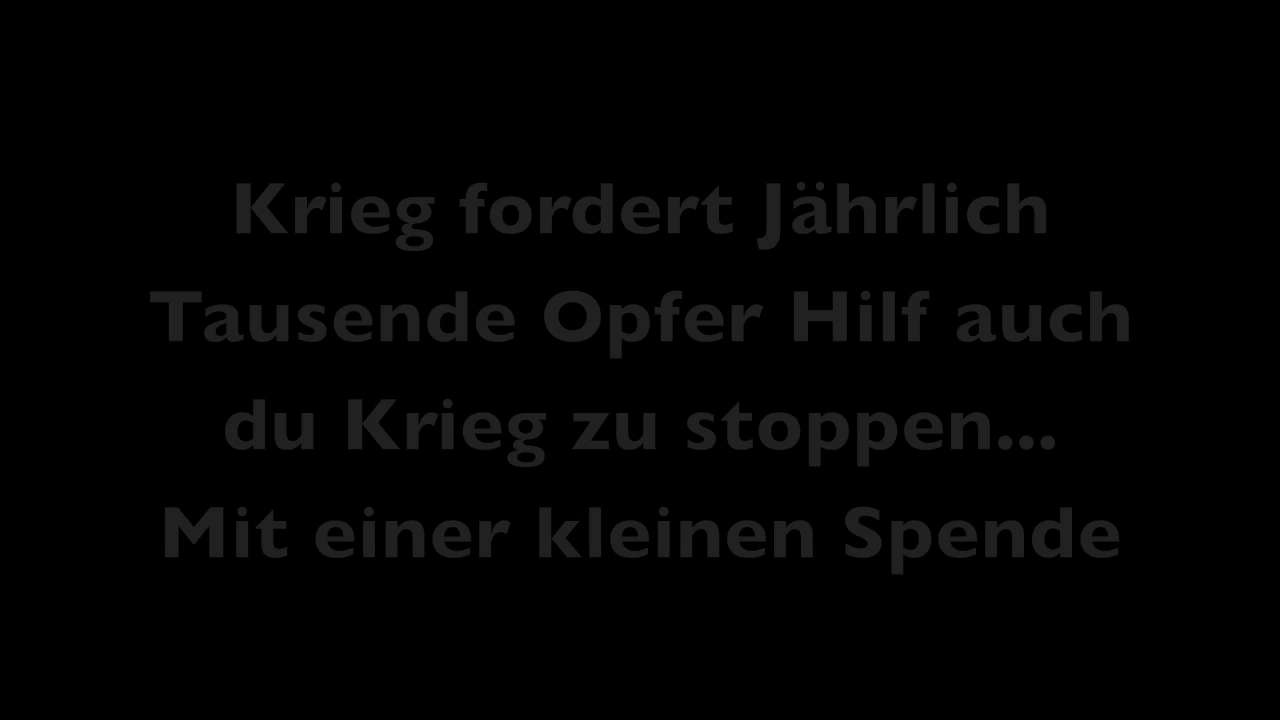 Krieg fordert Jährlich
Tausende Opfer Hilf auch
du Krieg zu stoppen...
Mit einer kleinen Spende